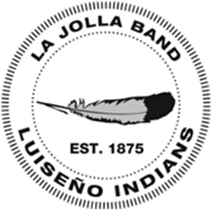 LA JOLLA BAND
EST. 1875
LUISEÑO INDIANS